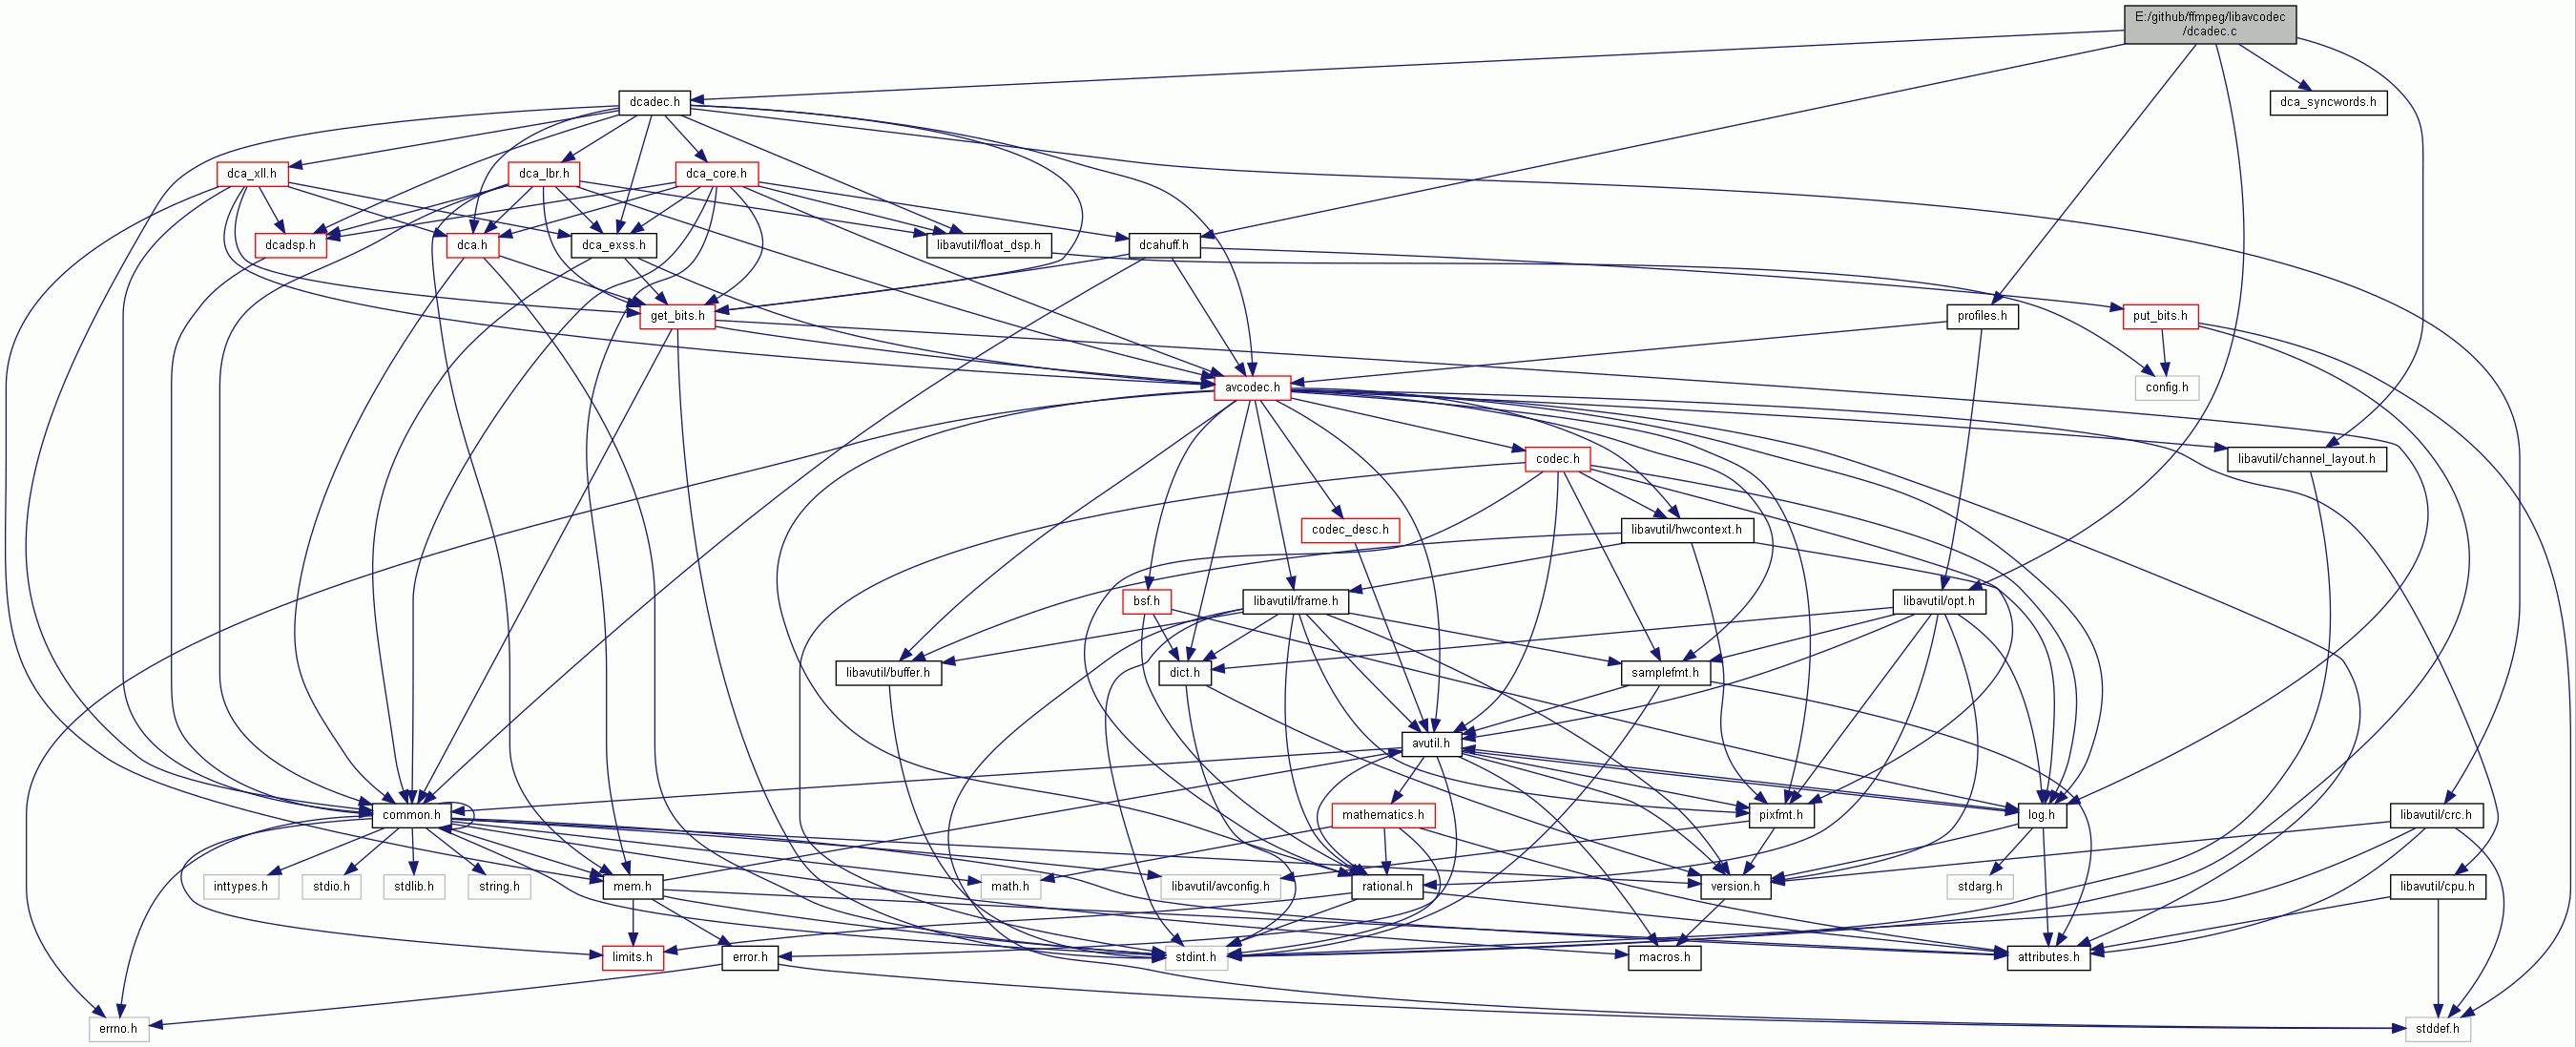 E:/github/ffmpeg/libavcodec
/dcadec.c
dcadec.h
dca_syncwords.h
dca_xll.h
dca_lbr.h
dca_core.h
dcadsp.h
dca.h
dca_exss.h
libavutil/float_dsp.h
dcahuff.h
get_bits.h
profiles.h
put_bits.h
avcodec.h
config.h
codec.h
libavutil/channel_layout.h
codec_desc.h
libavutil/hwcontext.h
bsf.h
libavutil/frame.h
libavutil/opt.h
libavutil/buffer.h
dict.h
samplefmt.h
avutil.h
common.h
mathematics.h
pixfmt.h
log.h
libavutil/crc.h
inttypes.h
stdio.h
stdlib.h
string.h
mem.h
math.h
libavutil/avconfig.h
rational.h
version.h
stdarg.h
libavutil/cpu.h
limits.h
error.h
stdint.h
macros.h
attributes.h
errno.h
stddef.h